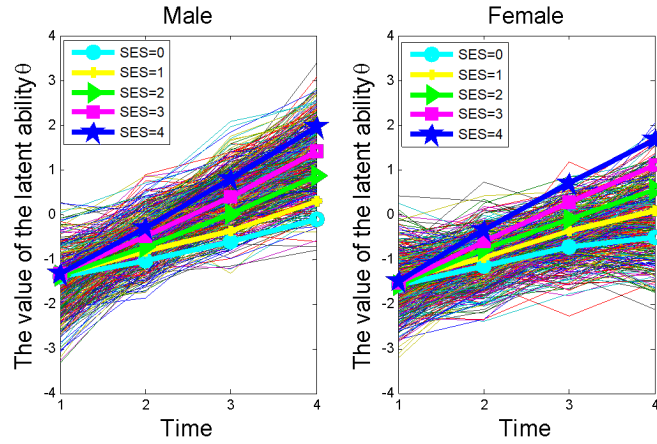 Male
The value of the latent ability θ
4
3
2
1
0
-1
-2
-3
-4
SES=0
SES=1
SES=2
SES=3
SES=4
1
2
3
4
Time
Female
The value of the latent ability θ
4
3
2
1
0
-1
-2
-3
-4
SES=0
SES=1
SES=2
SES=3
SES=4
1
2
3
4
Time